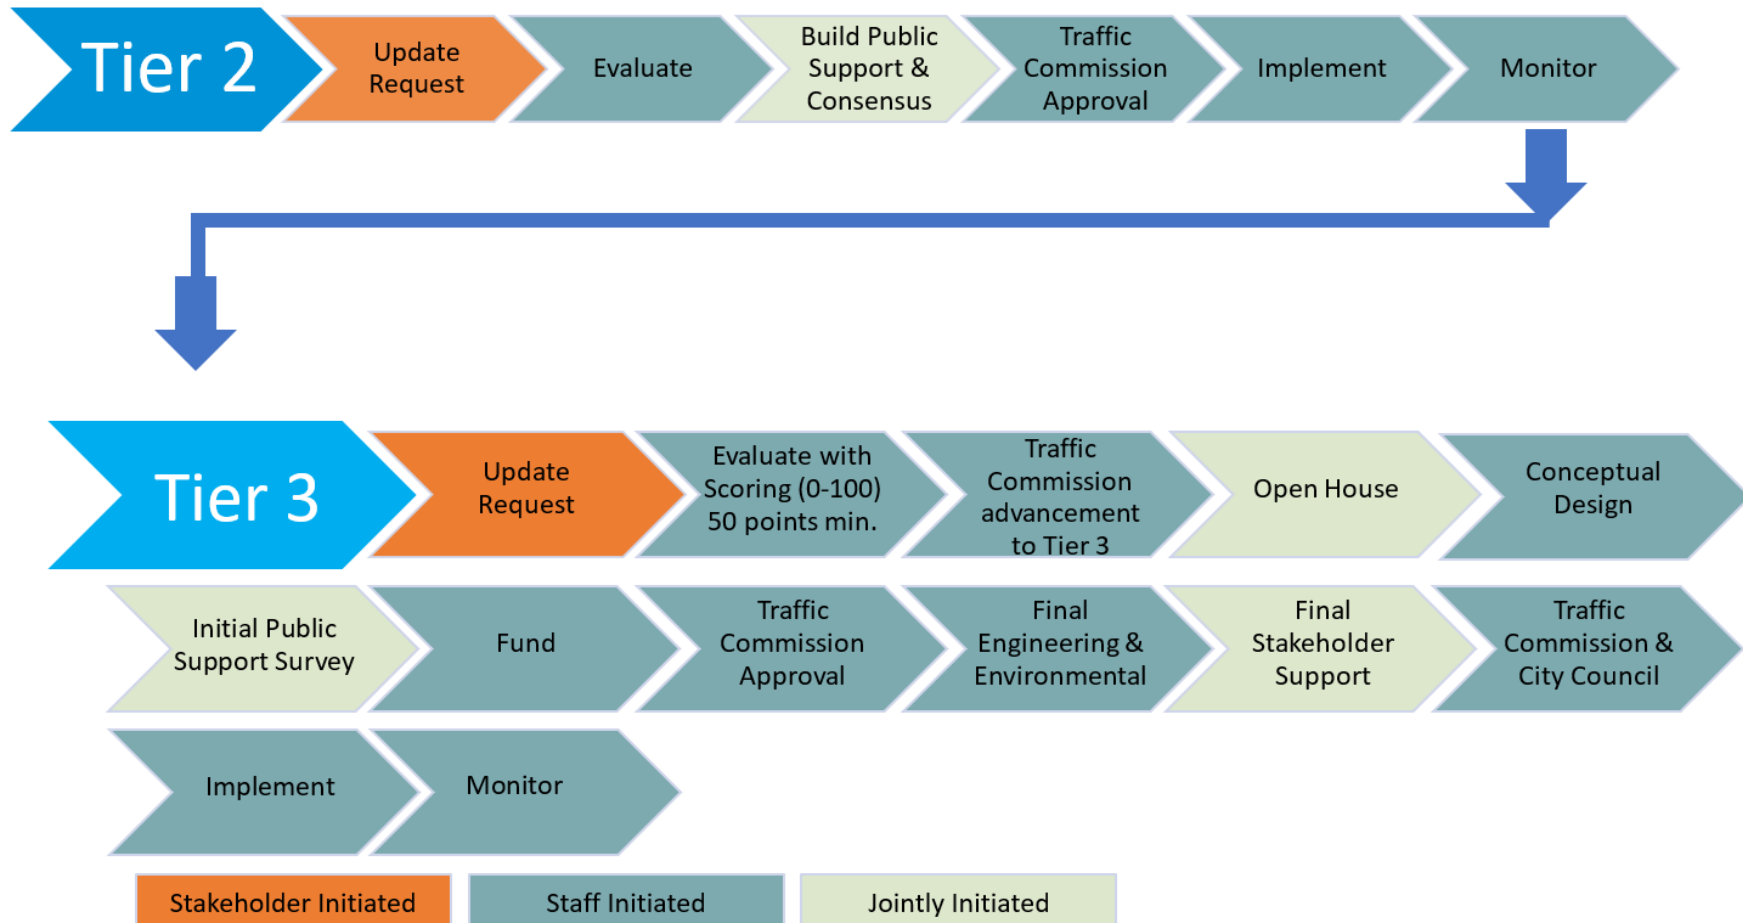 Tier 2
Update
Request
Evaluate
Build Public
Support &
Consensus
Traffic
Commission
Approval
Implement
Monitor
Tier 3
Update
Request
Evaluate with
Scoring (0-100)
50 points min.
Traffic
Commission
advancement
to Tier 3
Open House
Conceptual
Design
Initial Public
Support Survey
Fund
Traffic
Commission
Approval
Final
Engineering &
Environmental
Final
Stakeholder
Support
Traffic
Commission &
City Council
Implement
Monitor
Stakeholder Initiated
Staff Initiated
Jointly Initiated